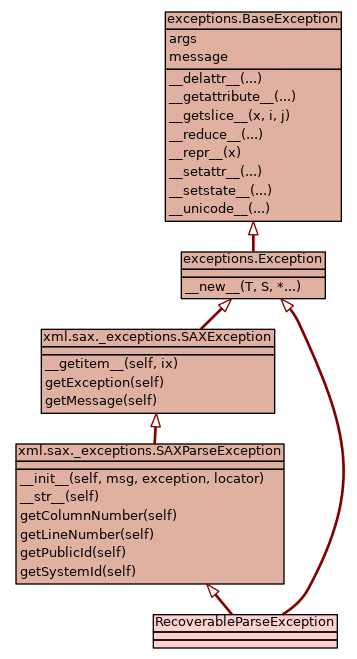 exceptions.BaseException
args
message
__delattr__(...)
__getattribute__(...)
__getslice__(x, i, j)
__reduce__(...)
__repr__(x)
__setattr__(...)
__setstate__(...)
__unicode__(...)
exceptions.Exception
__new__(T, S, *...)
xml.sax._exceptions.SAXException
__getitem__(self, ix)
getException(self)
getMessage(self)
xml.sax._exceptions.SAXParseException
__init__(self, msg, exception, locator)
__str__(self)
getColumnNumber(self)
getLineNumber(self)
getPublicId(self)
getSystemId(self)
RecoverableParseException